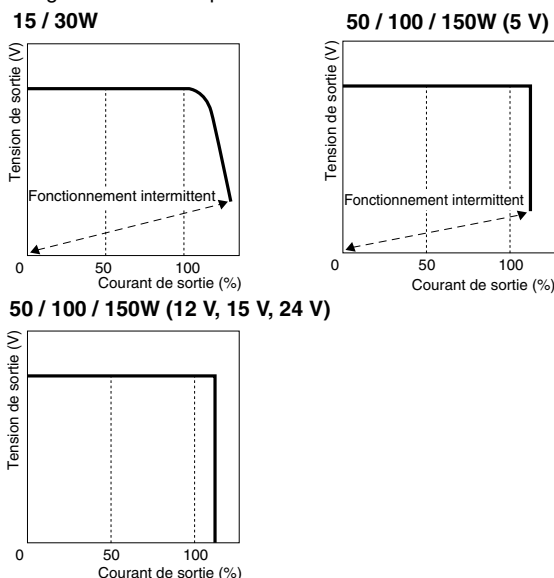 15 / 30W
Tension de sortie (V)
Fonctionnement intermittent
0 50 100
Courant de sortie (%)
50 / 100 / 150W (5 V)
Tension de sortie (V)
Fonctionnement intermittent
0 50 100
Courant de sortie (%)
50 / 100 / 150W (12 V, 15 V, 24 V)
Tension de sortie (V)
0 50 100
Courant de sortie (%)